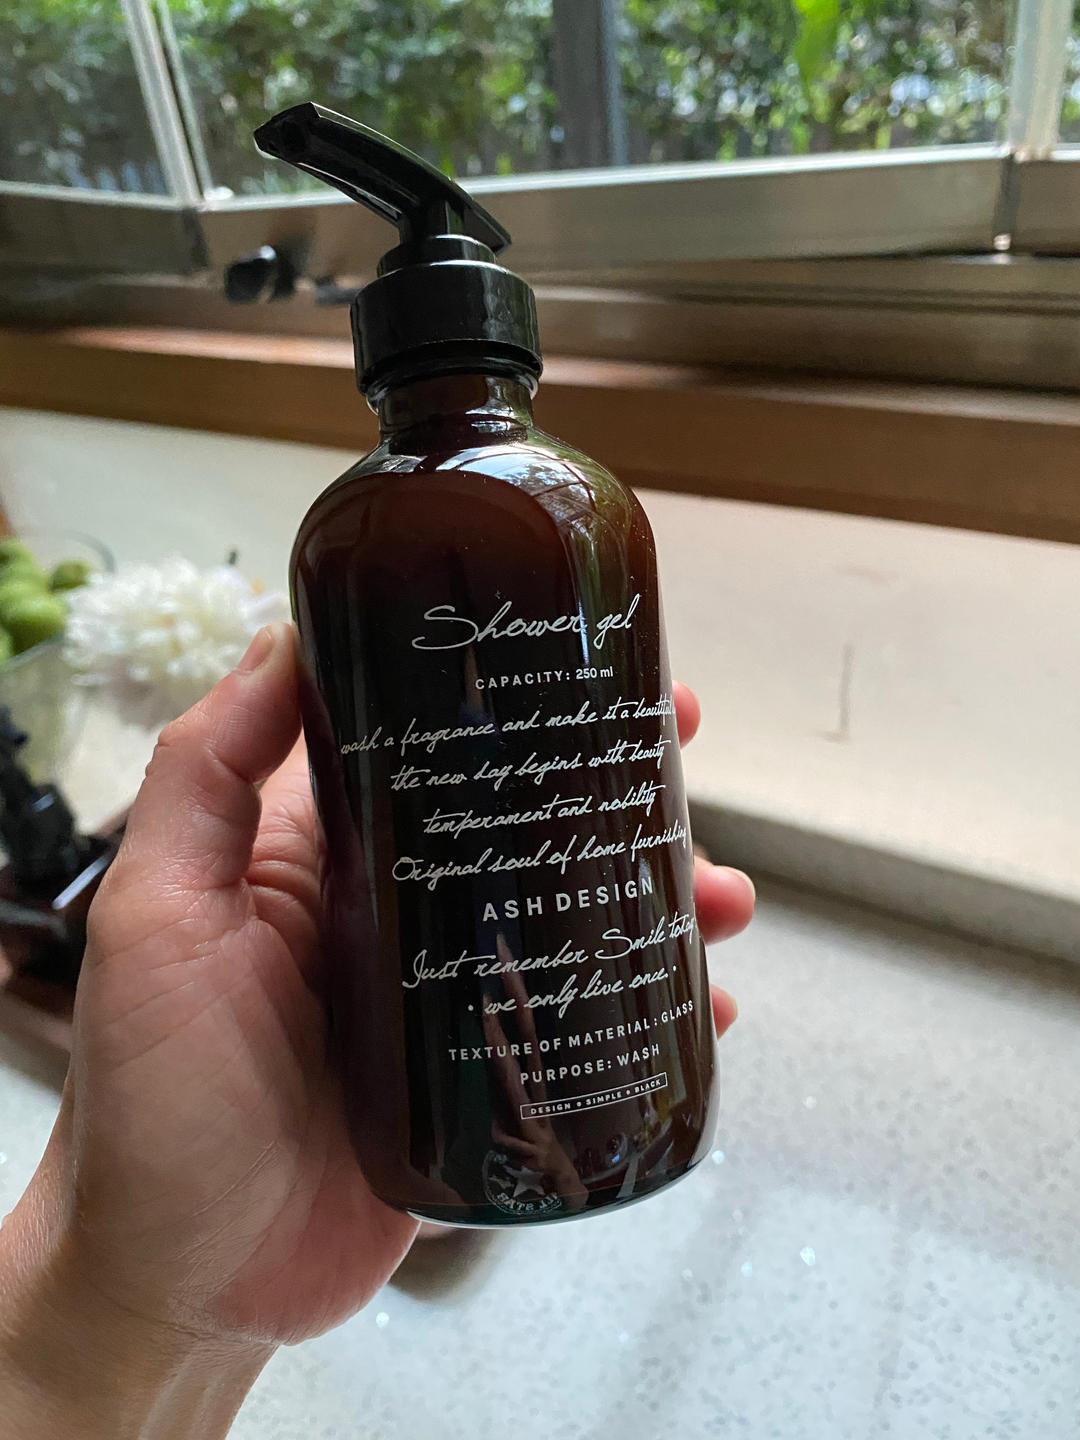 Shower gel
CAPACITY: 250 ml
wash a fragrance and make it a beautiful
the new day begins with beauty
temperament and nobility
Original soul of home furnishing
ASH DESIGN
Just remember Smile today
• we only live once. •
TEXTURE OF MATERIAL: GLASS
PURPOSE: WASH
DESIGN • SIMPLE • BLACK